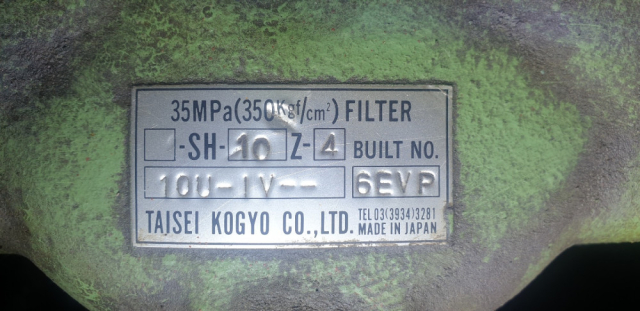 35MPa(350Kgf/cm²) FILTER
-SH-10 Z-4 BUILT NO.
10U-IV-- 6EVP
TAISEI KOGYO CO.,LTD. TEL 03(3934)3281
MADE IN JAPAN